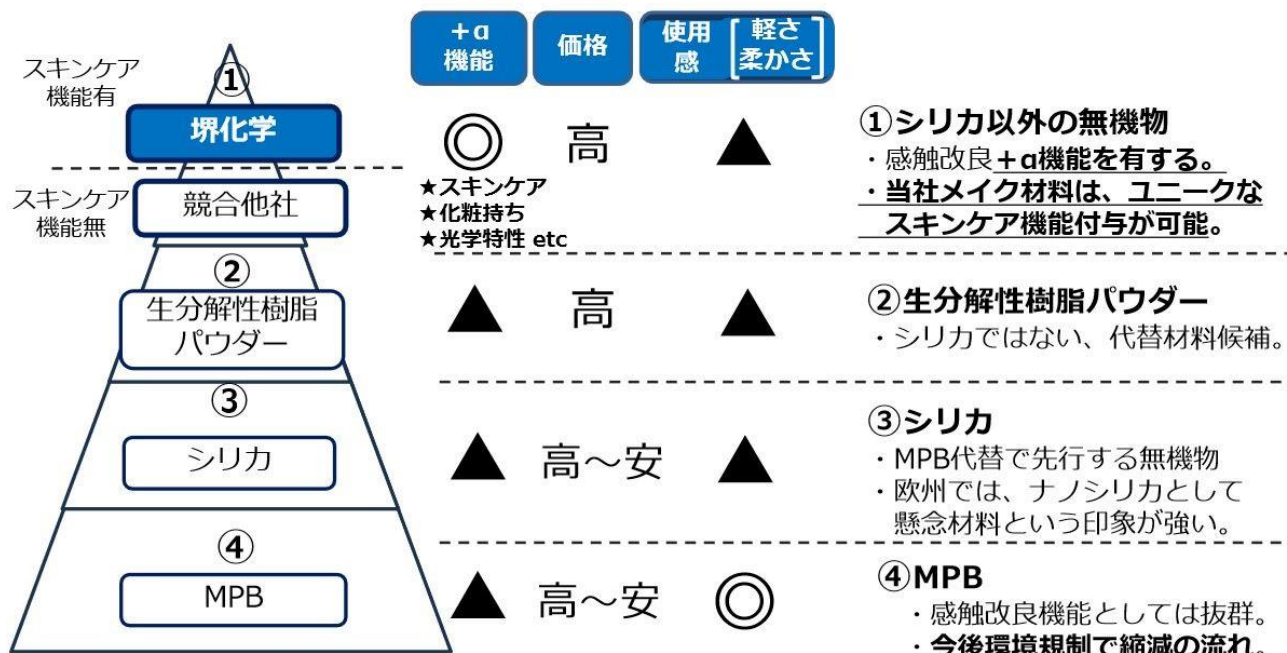 +α
機能
価格
使用
感
軽さ
柔かさ
スキンケア
機能有
①
堺化学
スキンケア
機能無
競合他社
②
生分解性樹脂
パウダー
③
シリカ
④
MPB
◎
高
▲
★スキンケア
★化粧持ち
★光学特性 etc
▲
高
▲
▲
高～安
▲
▲
高～安
◎
①シリカ以外の無機物
・感触改良+α機能を有する。
・当社メイク材料は、ユニークな
スキンケア機能付与が可能。
②生分解性樹脂パウダー
・シリカではない、代替材料候補。
③シリカ
・MPB代替で先行する無機物
・欧州では、ナノシリカとして
懸念材料という印象が強い。
④MPB
・感触改良機能としては抜群。
・今後環境規制で縮減の流れ。